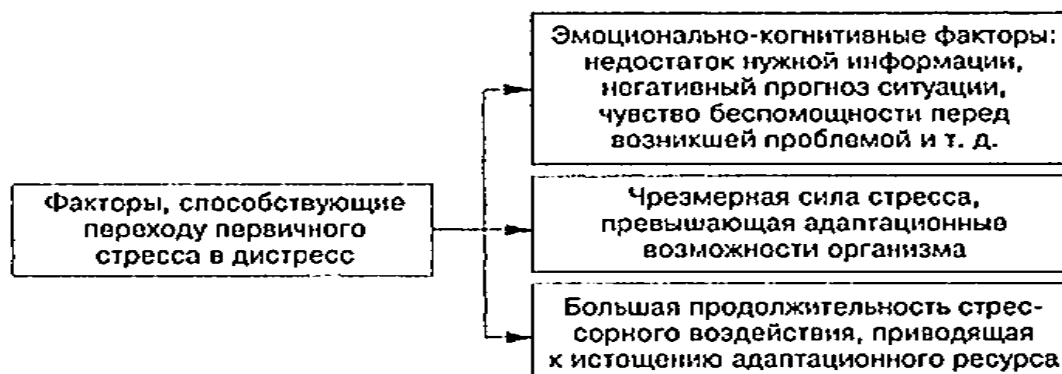 Факторы, способствующие
переходу первичного
стресса в дистресс
Эмоционально-когнитивные факторы:
недостаток нужной информации,
негативный прогноз ситуации,
чувство беспомощности перед
возникшей проблемой и т. д.
Чрезмерная сила стресса,
превышающая адаптационные
возможности организма
Большая продолжительность стрес-
сорного воздействия, приводящая
к истощению адаптационного ресурса